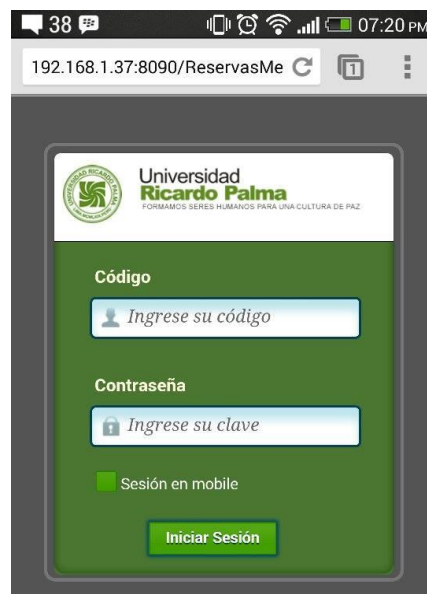 38 07:20 PM
192.168.1.37:8090/ReservasMe 1
Universidad
Ricardo Palma
FORMAMOS SERES HUMANOS PARA UNA CULTURA DE PAZ
Código
Ingrese su código
Contraseña
Ingrese su clave
Sesión en mobile
Iniciar Sesión